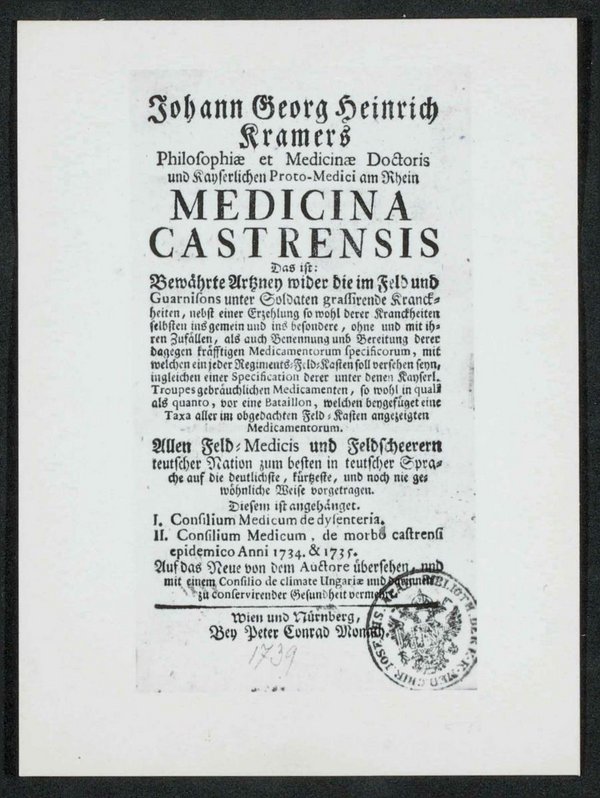 Johann Georg Heinrich
Kramers
Philosophiæ et Medicinæ Doctoris
und Kayserlichen Proto-Medici am Rhein
MEDICINA
CASTRENSIS
Das ist:
Bewährte Artzney wider die im Feld und
Guarnisons unter Soldaten grassirende Kranck-
heiten, nebst einer Erzehlung so wohl derer Kranckheiten
selbsten ins gemein und ins besondere, ohne und mit ih-
ren Zufällen, als auch Benennung und Bereitung derer
dagegen kräfftigen Medicamentorum specificorum, mit
welchen ein jeder Regiments-Feld-Kasten soll versehen seyn,
ingleichen einer Specification derer unter denen Kayserl.
Troupes gebräuchlichen Medicamenten, so wohl in quali
als quanto, vor eine Bataillon, welchen beygefüget eine
Taxa aller im obgedachten Feld-Kasten angezeigten
Medicamentorum.
Allen Feld-Medicis und Feldscheerern
teutscher Nation zum besten in teutscher Spra-
che auf die deutlichste, kürtzeste, und noch nie ge-
wöhnliche Weise vorgetragen.
Diesem ist angehänget.
I. Consilium Medicum de dysenteria.
II. Consilium Medicum, de morbo castrensi
epidemico Anni 1734. & 1735.
Auf das Neue von dem Auctore übersehen, und
mit einem Consilio de climate Ungariæ und darinnen
zu conservirender Gesundheit vermehrt
Wien und Nürnberg,
Bey Peter Conrad Monath.
1739